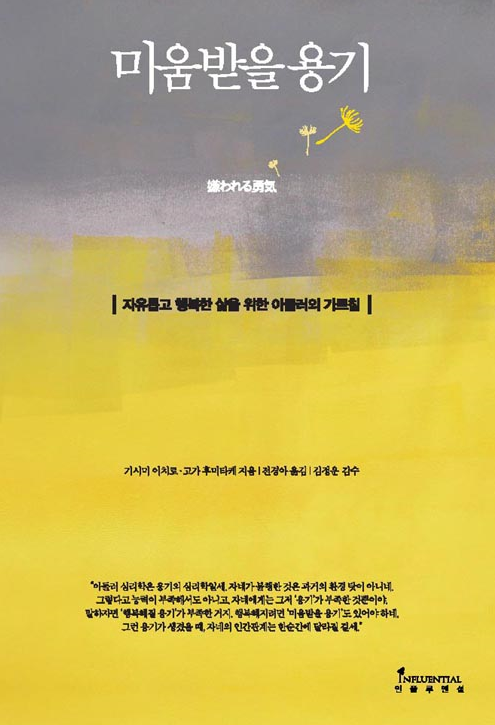 미움받을 용기
嫌われる勇気
자유롭고 행복한 삶을 위한 아들러의 가르침
기시미 이치로·고가 후미타케 지음 | 전경아 옮김 | 김정운 감수
"아들러 심리학은 용기의 심리학일세. 자네가 불행한 것은 과거의 환경 탓이 아니네.
그렇다고 능력이 부족해서도 아니고. 자네에게는 그저 '용기'가 부족한 것뿐이야.
말하자면 '행복해질 용기'가 부족한 거지. 행복해지려면 '미움받을 용기'도 있어야 하네.
그런 용기가 생겼을 때, 자네의 인간관계는 한순간에 달라질 걸세."
INFLUENTIAL
인플루엔셜